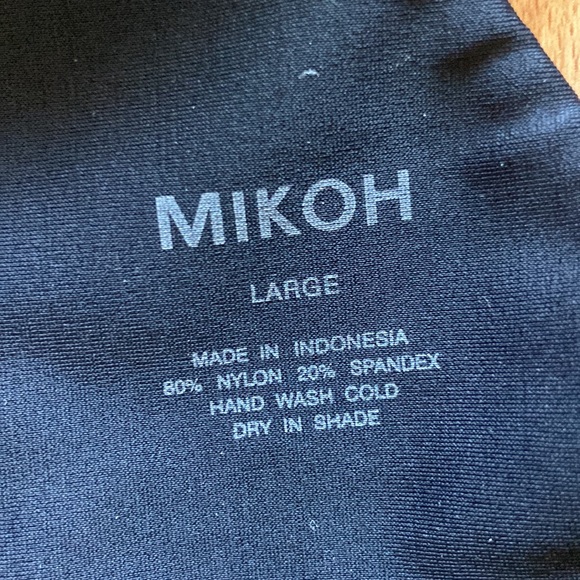 MIKOH
LARGE
MADE IN INDONESIA
80% NYLON 20% SPANDEX
HAND WASH COLD
DRY IN SHADE